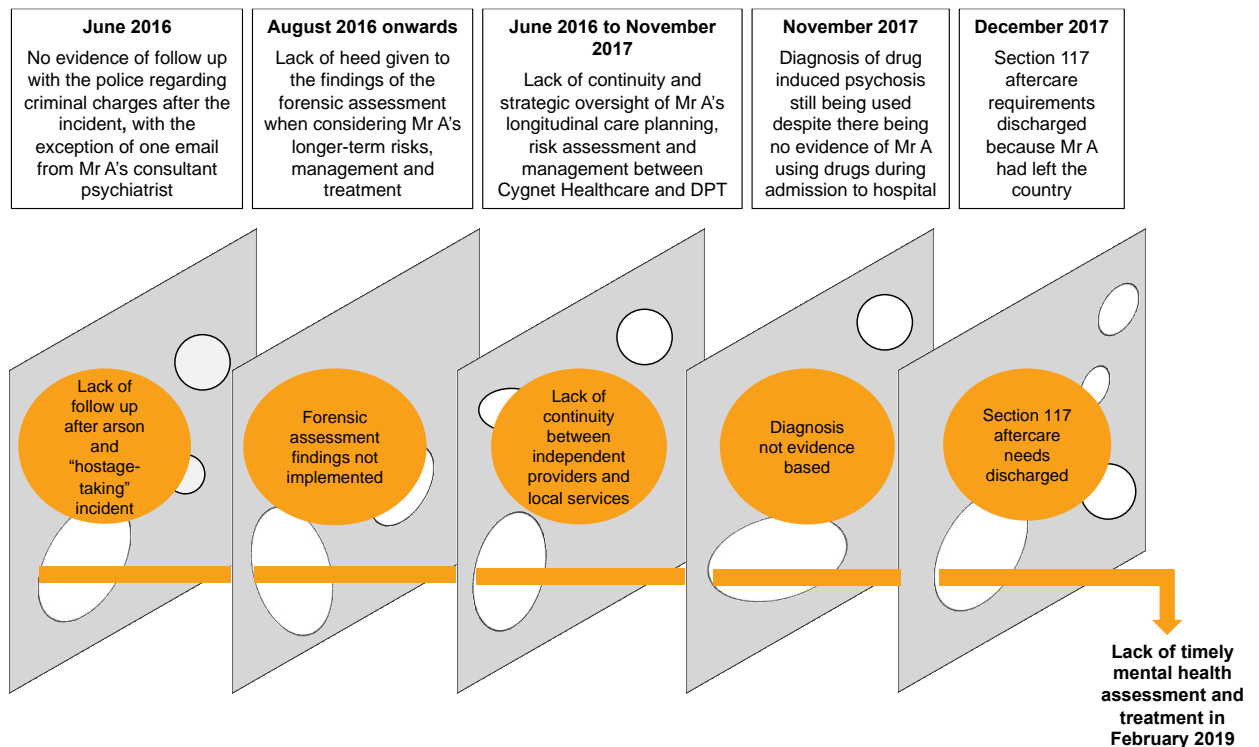 June 2016
No evidence of follow up
with the police regarding
criminal charges after the
incident, with the
exception of one email
from Mr A's consultant
psychiatrist
August 2016 onwards
Lack of heed given to
the findings of the
forensic assessment
when considering Mr A's
longer-term risks,
management and
treatment
June 2016 to November
2017
Lack of continuity and
strategic oversight of Mr A's
longitudinal care planning,
risk assessment and
management between
Cygnet Healthcare and DPT
November 2017
Diagnosis of drug
induced psychosis
still being used
despite there being
no evidence of Mr A
using drugs during
admission to hospital
December 2017
Section 117
aftercare
requirements
discharged
because Mr A
had left the
country
Lack of
follow up
after arson
and
“hostage-
taking”
incident
Forensic
assessment
findings not
implemented
Lack of
continuity
between
independent
providers and
local services
Diagnosis
not evidence
based
Section 117
aftercare
needs
discharged
Lack of timely
mental health
assessment and
treatment in
February 2019